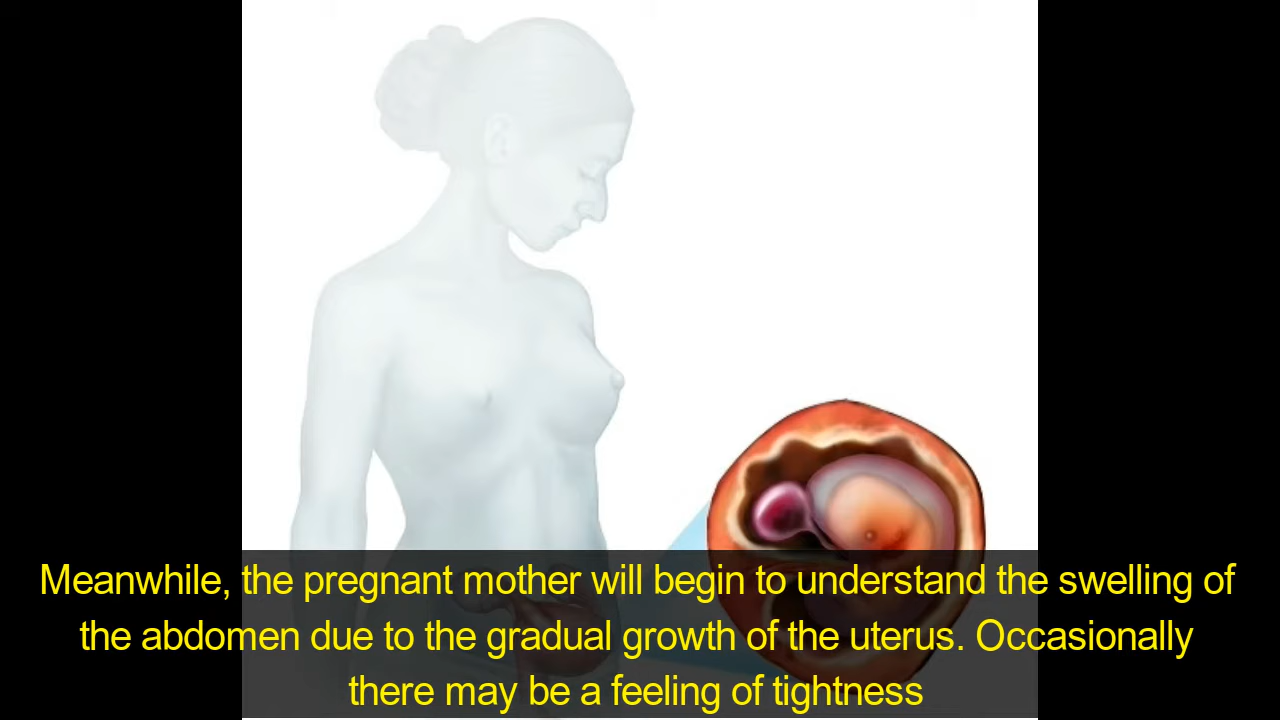 Meanwhile, the pregnant mother will begin to understand the swelling of
the abdomen due to the gradual growth of the uterus. Occasionally
there may be a feeling of tightness